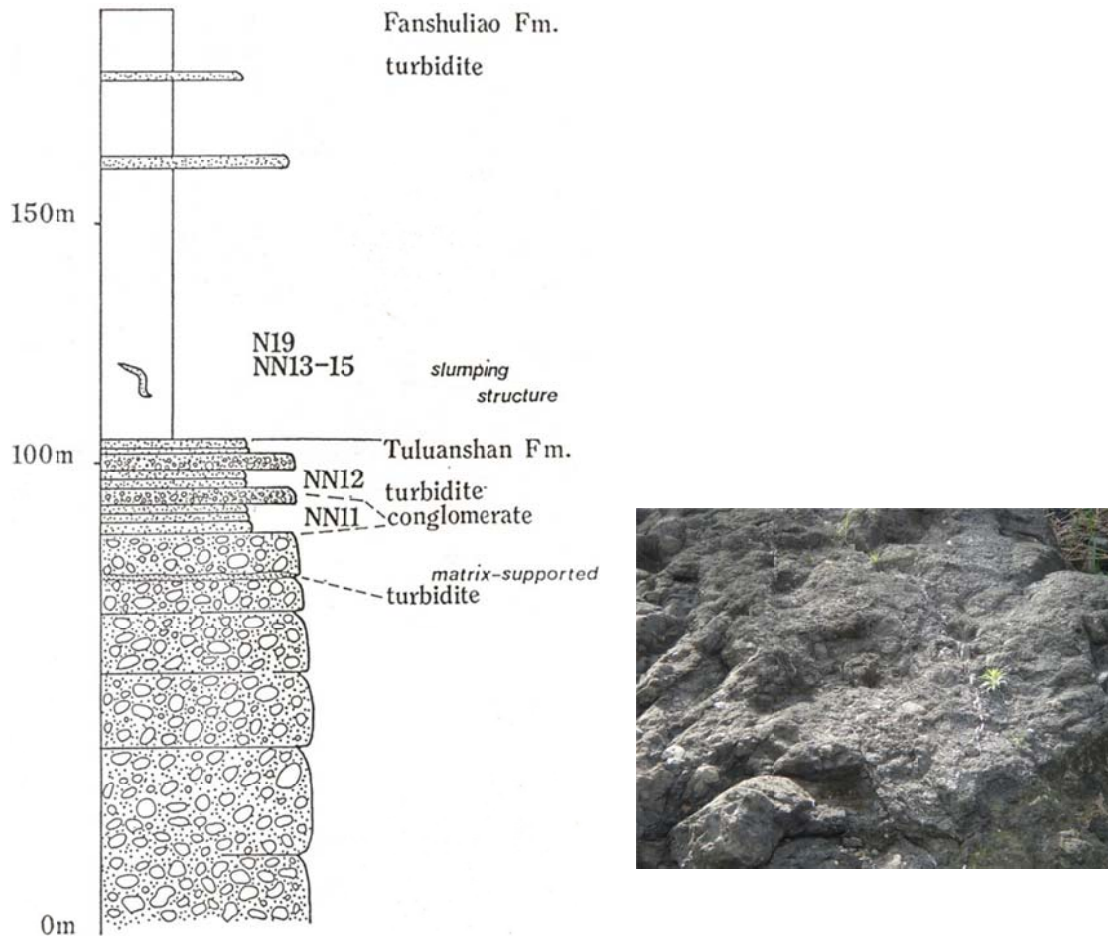 Fanshuliao Fm.
turbidite
150m
N19
NN13-15
slumping
structure
100m
Tuluanshan Fm.
NN12
turbidite
conglomerate
NN11
matrix-supported
turbidite
0m